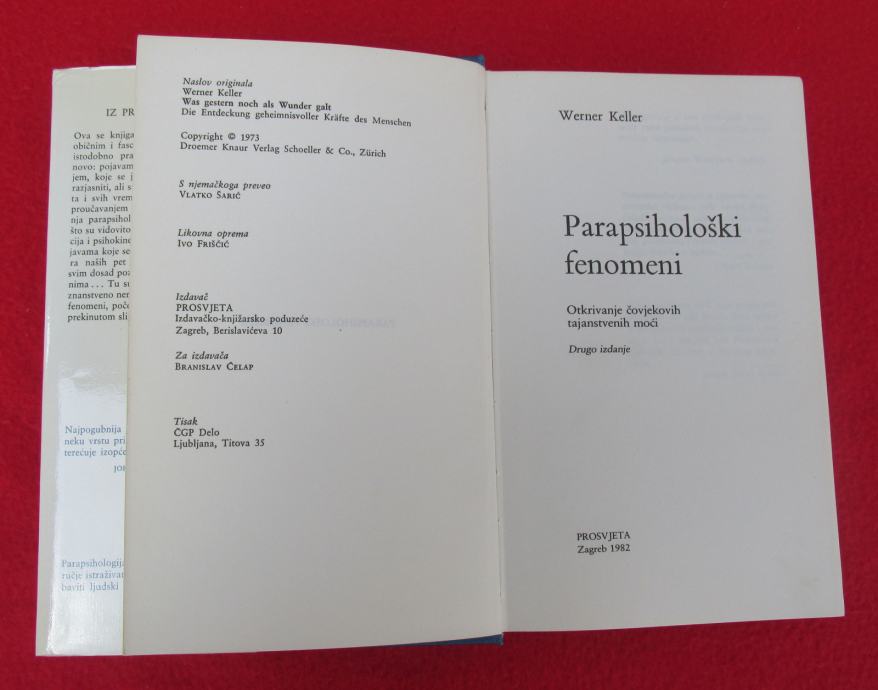 IZ PR
Ova se knjiga
običnim i fasc
istodobno pra
novo: pojavam
jem, koje se j
razjasniti, ali s
ta i svih vrem
proučavanjem
nja parapsihol
što su vidovito
cija i psihokine
javama koje se
ra naših pet
svim dosad poz
nima... Tu su
znanstveno ner
fenomeni, poče
prekinutom sli
Najpogubnija
neku vrstu pri
terećuje izopće
JOH
Parapsihologija
ručje istraživan
baviti ljudski
Naslov originala
Werner Keller
Was gestern noch als Wunder galt
Die Entdeckung geheimnisvoller Kräfte des Menschen
Copyright © 1973
Droemer Knaur Verlag Schoeller & Co., Zürich
S njemačkoga preveo
VLATKO ŠARIĆ
Likovna oprema
IVO FRIŠČIĆ
Izdavač
PROSVJETA
Izdavačko-knjižarsko poduzeće
Zagreb, Berislavićeva 10
Za izdavača
BRANISLAV ČELAP
Tisak
ČGP Delo
Ljubljana, Titova 35
Werner Keller
Parapsihološki
fenomeni
Otkrivanje čovjekovih
tajanstvenih moći
Drugo izdanje
PROSVJETA
Zagreb 1982